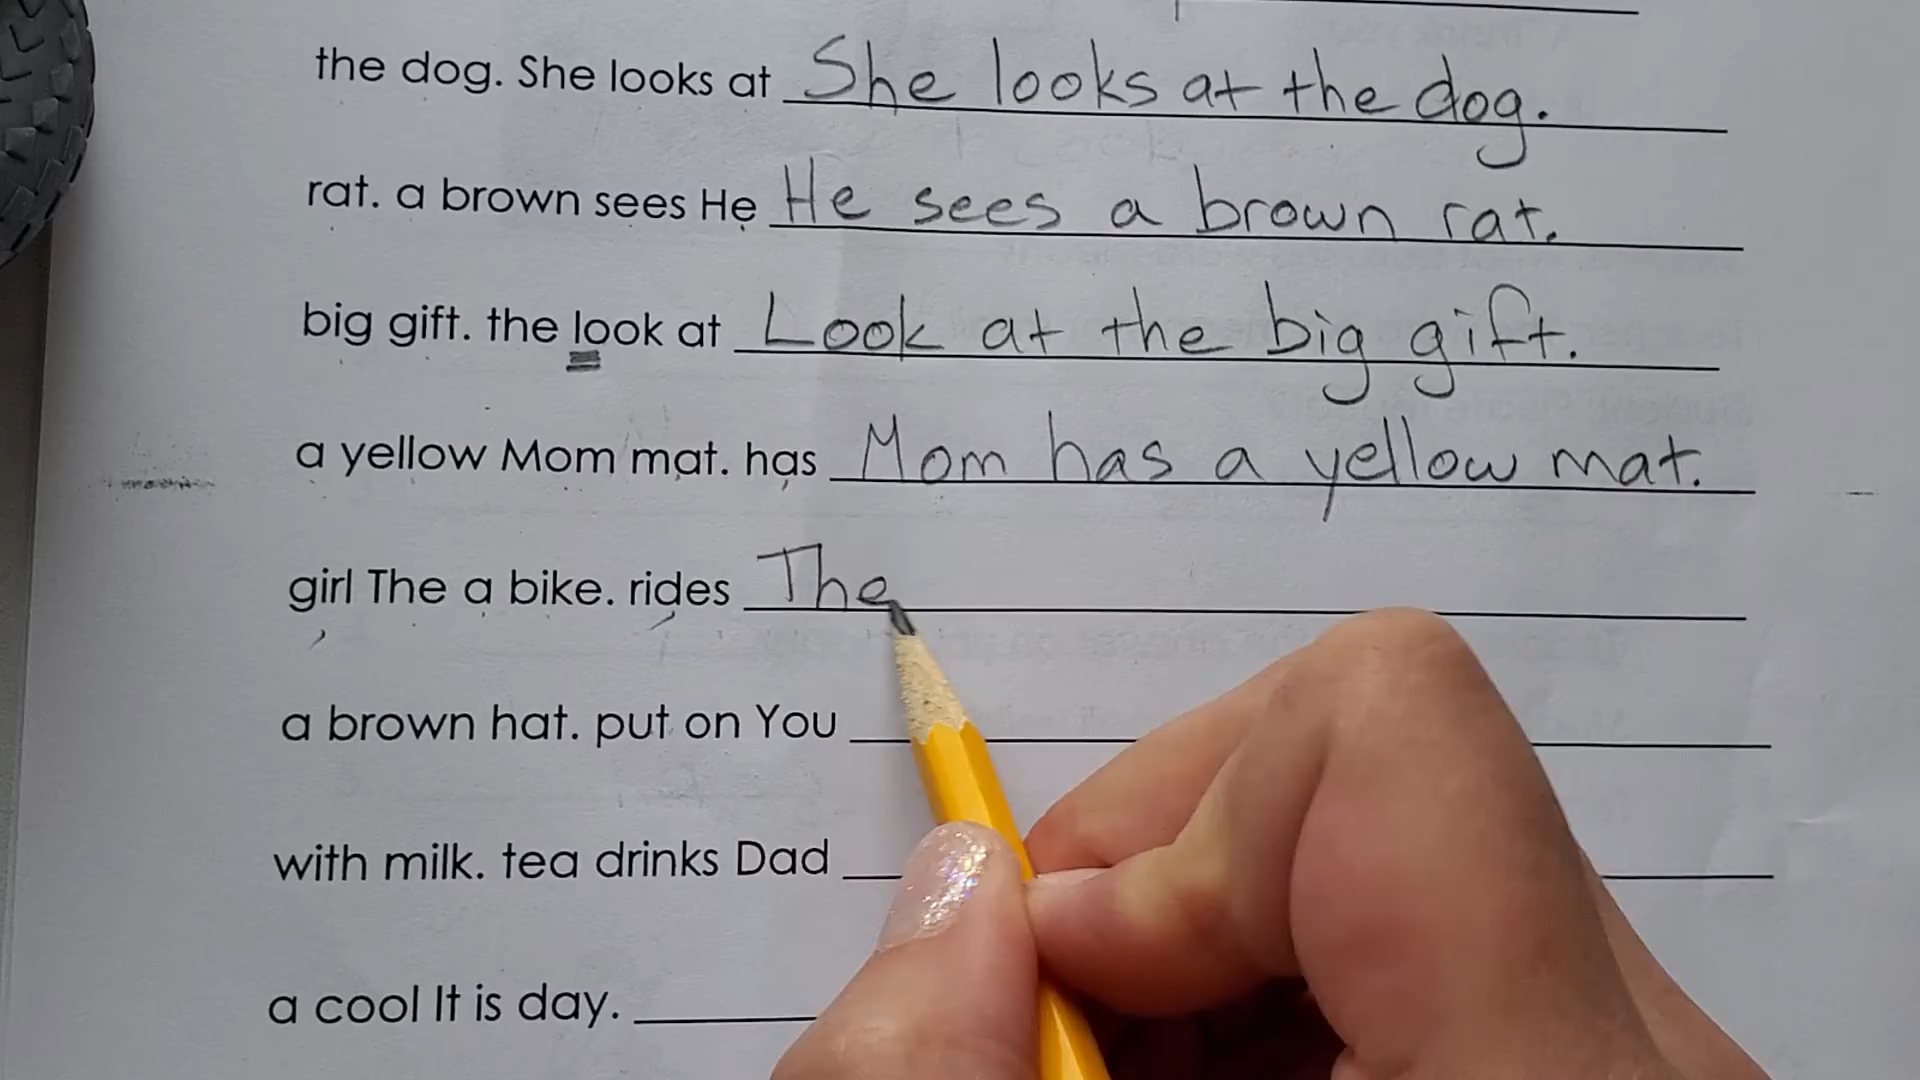 the dog. She looks at She looks at the dog.
rat. a brown sees He He sees a brown rat.
big gift. the look at Look at the big gift.
a yellow Mom mat. has Mom has a yellow mat.
girl The a bike. rides The
a brown hat. put on You
with milk. tea drinks Dad
a cool It is day.